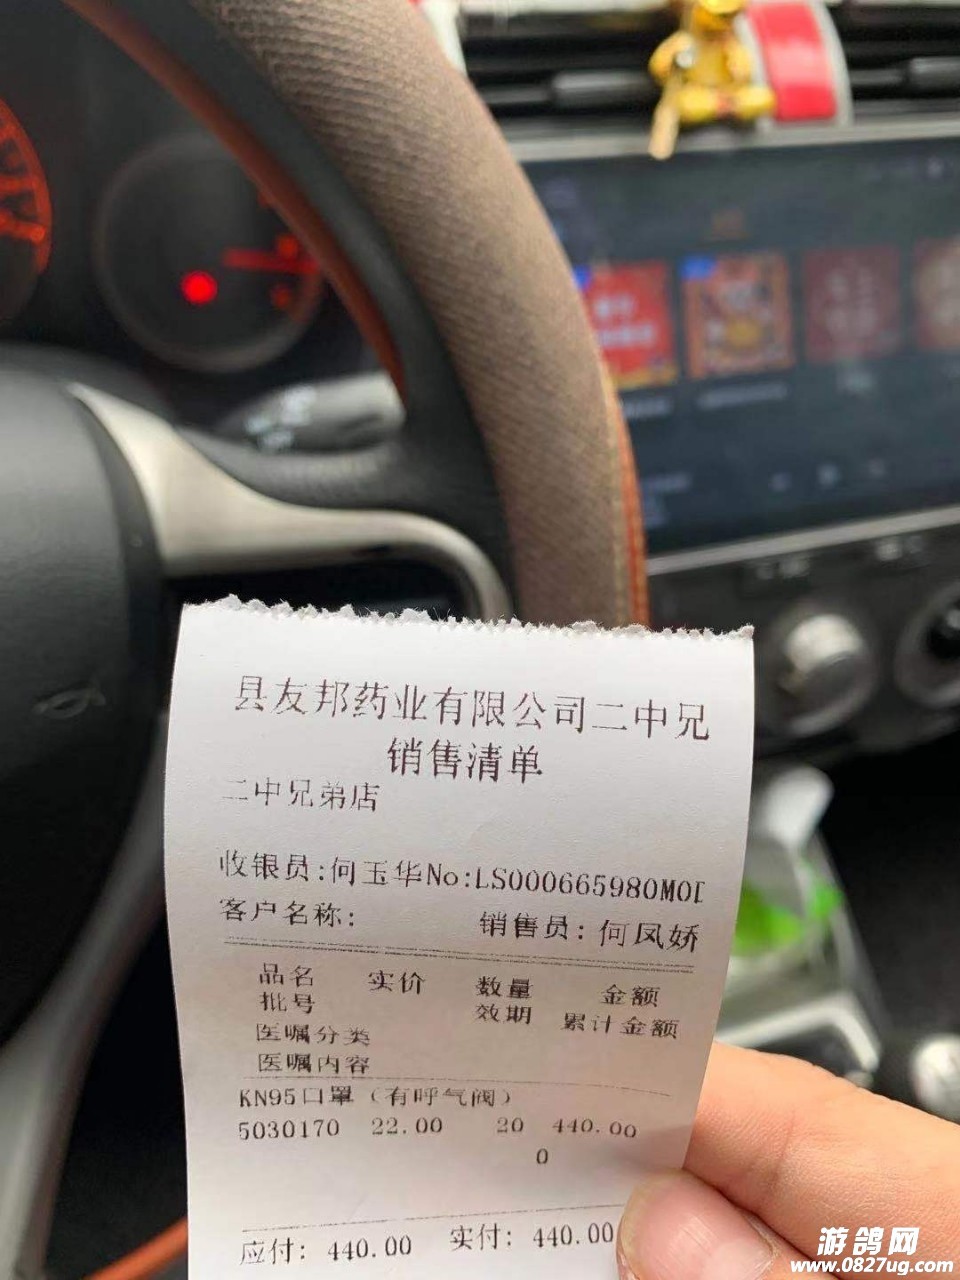 县友邦药业有限公司二中兄
销售清单
二中兄弟店
收银员:何玉华No:LS000665980M0
客户名称: 销售员: 何凤娇
品名 实价 数量 金额
批号 效期 累计金额
医嘱分类
医嘱内容
KN95口罩（有呼气阀）
5030170 22.00 20 440.00
0
应付: 440.00 实付: 440.00
游鸽网
www.0827ug.com